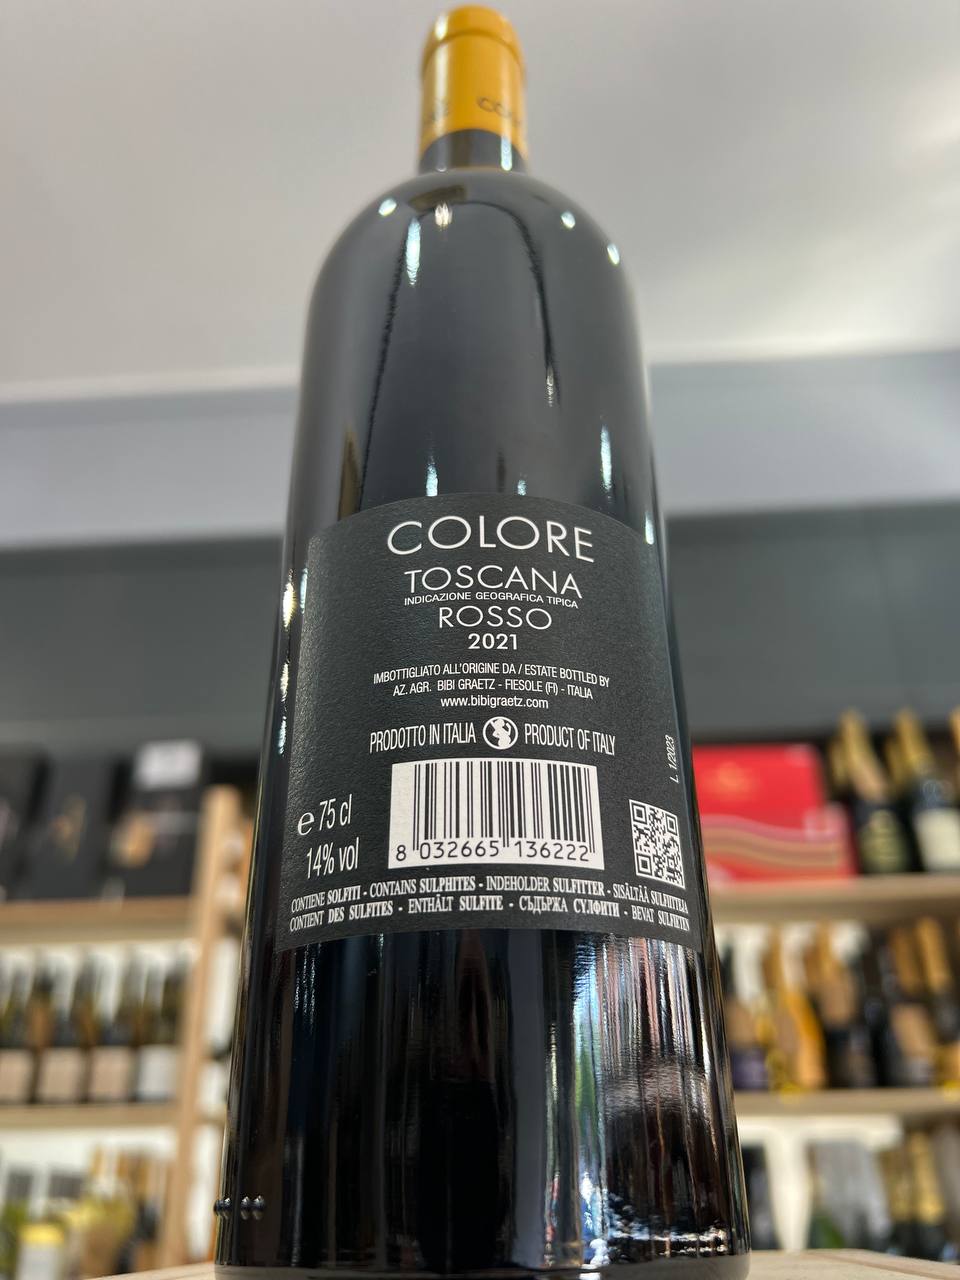 COLORE
TOSCANA
INDICAZIONE GEOGRAFICA TIPICA
ROSSO
2021
IMBOTTIGLIATO ALL'ORIGINE DA / ESTATE BOTTLED BY
AZ. AGR. BIBI GRAETZ - FIESOLE (FI) - ITALIA
www.bibigraetz.com
PRODOTTO IN ITALIA PRODUCT OF ITALY
L. 1/2023
e 75 cl
14% vol
8 032665 136222
CONTIENE SOLFITI - CONTAINS SULPHITES - INDEHOLDER SULFITTER - SISÄLTÄÄ SULFIITTEJA
CONTIENT DES SULFITES - ENTHÄLT SULFITE - СЪДЪРЖА СУЛФИТИ - BEVAT SULFIETEN